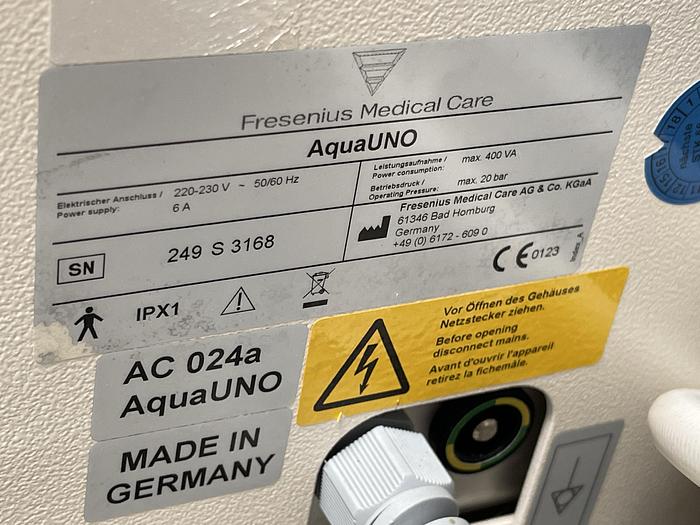 Fresenius Medical Care
AquaUNO
Elektrischer Anschluss /
Power supply:
220-230 V ~ 50/60 Hz
6 A
Leistungsaufnahme /
Power consumption:
max. 400 VA
Betriebsdruck /
Operating Pressure:
max. 20 bar
SN
249 S 3168
Fresenius Medical Care AG & Co. KGaA
61346 Bad Homburg
Germany
+49 (0) 6172 - 609 0
CE 0123
Index_A
IPX1
AC 024a
AquaUNO
MADE IN
GERMANY
Vor Öffnen des Gehäuses
Netzstecker ziehen.
Before opening
disconnect mains.
Avant d'ouvrir l'appareil
retirez la fichemâle.
nächste